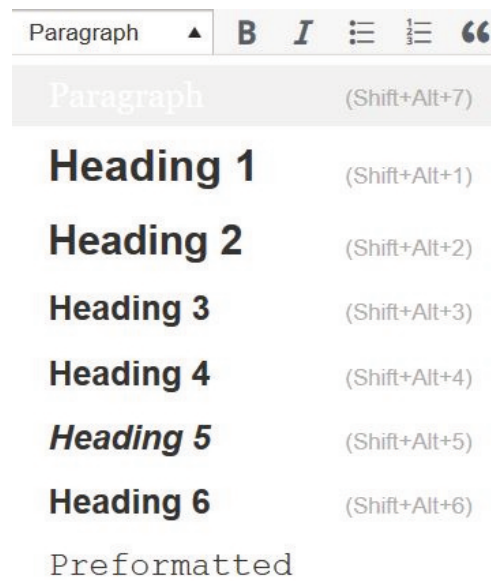 Paragraph ▲ B I “
Paragraph (Shift+Alt+7)
Heading 1 (Shift+Alt+1)
Heading 2 (Shift+Alt+2)
Heading 3 (Shift+Alt+3)
Heading 4 (Shift+Alt+4)
Heading 5 (Shift+Alt+5)
Heading 6 (Shift+Alt+6)
Preformatted